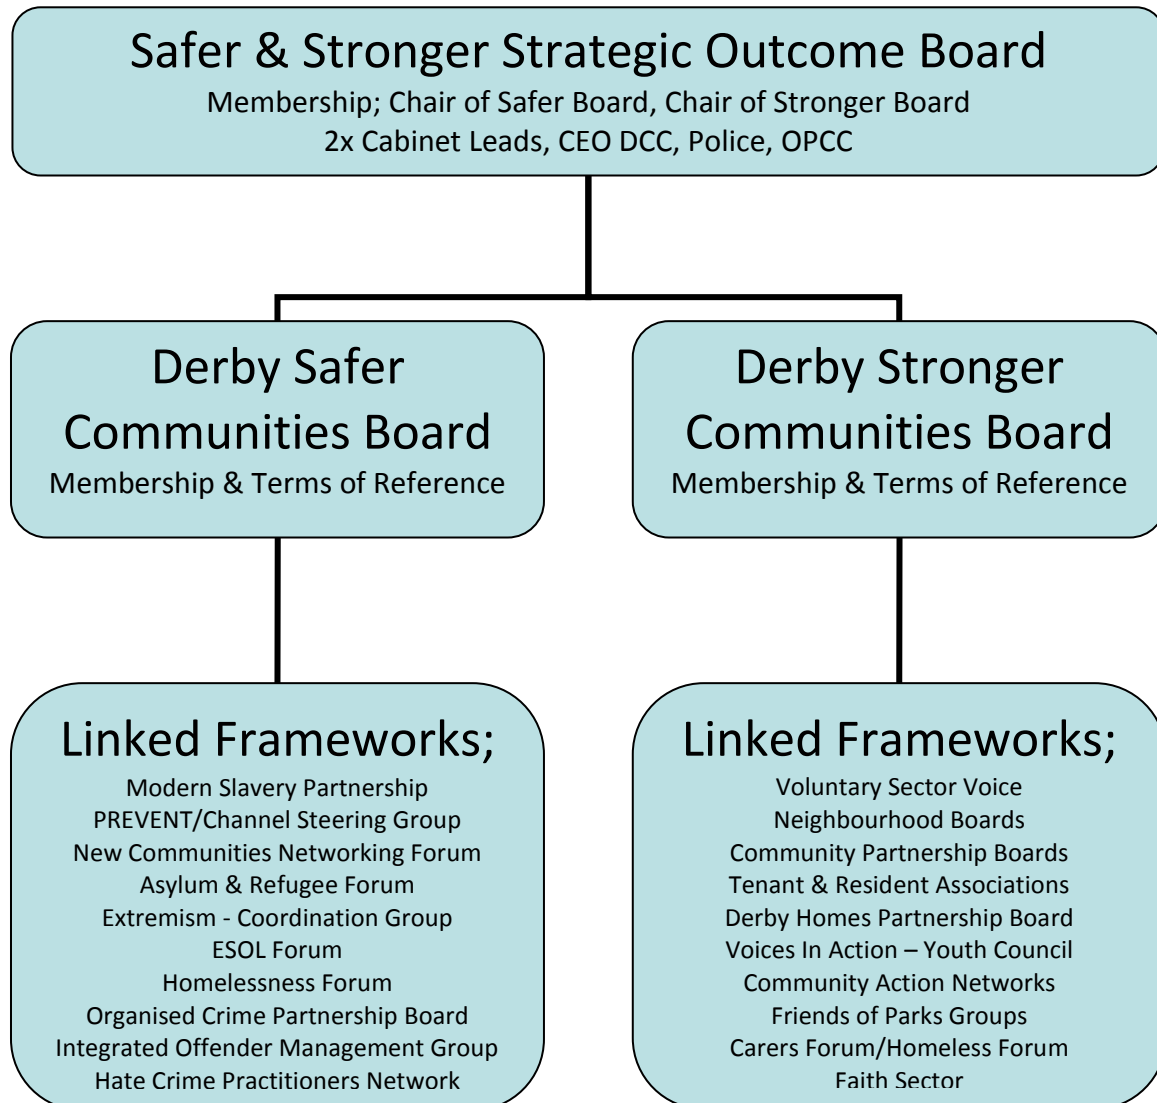 Safer & Stronger Strategic Outcome Board
Membership; Chair of Safer Board, Chair of Stronger Board
2x Cabinet Leads, CEO DCC, Police, OPCC
Derby Safer
Communities Board
Membership & Terms of Reference
Derby Stronger
Communities Board
Membership & Terms of Reference
Linked Frameworks;
Modern Slavery Partnership
PREVENT/Channel Steering Group
New Communities Networking Forum
Asylum & Refugee Forum
Extremism - Coordination Group
ESOL Forum
Homelessness Forum
Organised Crime Partnership Board
Integrated Offender Management Group
Hate Crime Practitioners Network
Linked Frameworks;
Voluntary Sector Voice
Neighbourhood Boards
Community Partnership Boards
Tenant & Resident Associations
Derby Homes Partnership Board
Voices In Action – Youth Council
Community Action Networks
Friends of Parks Groups
Carers Forum/Homeless Forum
Faith Sector